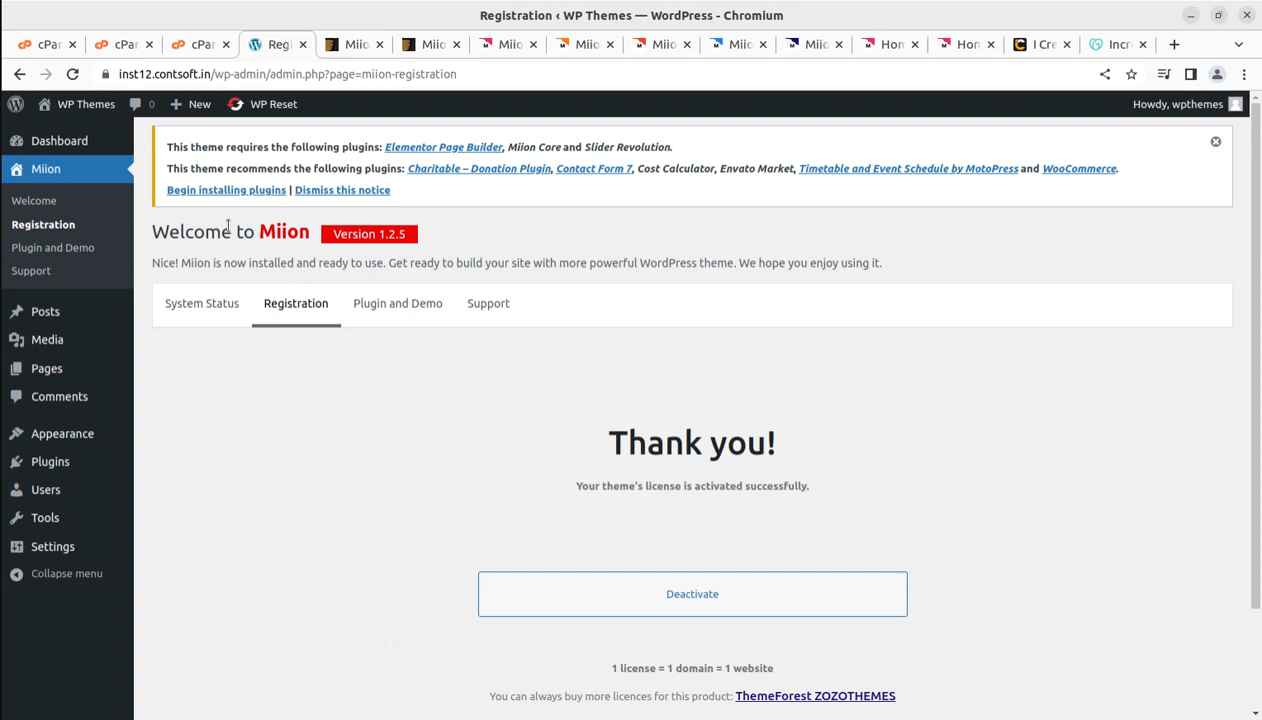 Registration ‹ WP Themes — WordPress - Chromium
cPar
cPar
cPar
Regi
Miio
Miio
Miio
Miio
Miio
Miio
Miio
Hom
Hom
I Cre
Incre
inst12.contsoft.in/wp-admin/admin.php?page=miion-registration
WP Themes
0
New
WP Reset
Howdy, wpthemes
Dashboard
Miion
Welcome
Registration
Plugin and Demo
Support
Posts
Media
Pages
Comments
Appearance
Plugins
Users
Tools
Settings
Collapse menu
This theme requires the following plugins: Elementor Page Builder, Miion Core and Slider Revolution.
This theme recommends the following plugins: Charitable – Donation Plugin, Contact Form 7, Cost Calculator, Envato Market, Timetable and Event Schedule by MotoPress and WooCommerce.
Begin installing plugins | Dismiss this notice
Welcome to Miion
Version 1.2.5
Nice! Miion is now installed and ready to use. Get ready to build your site with more powerful WordPress theme. We hope you enjoy using it.
System Status
Registration
Plugin and Demo
Support
Thank you!
Your theme's license is activated successfully.
Deactivate
1 license = 1 domain = 1 website
You can always buy more licences for this product: ThemeForest ZOZOTHEMES